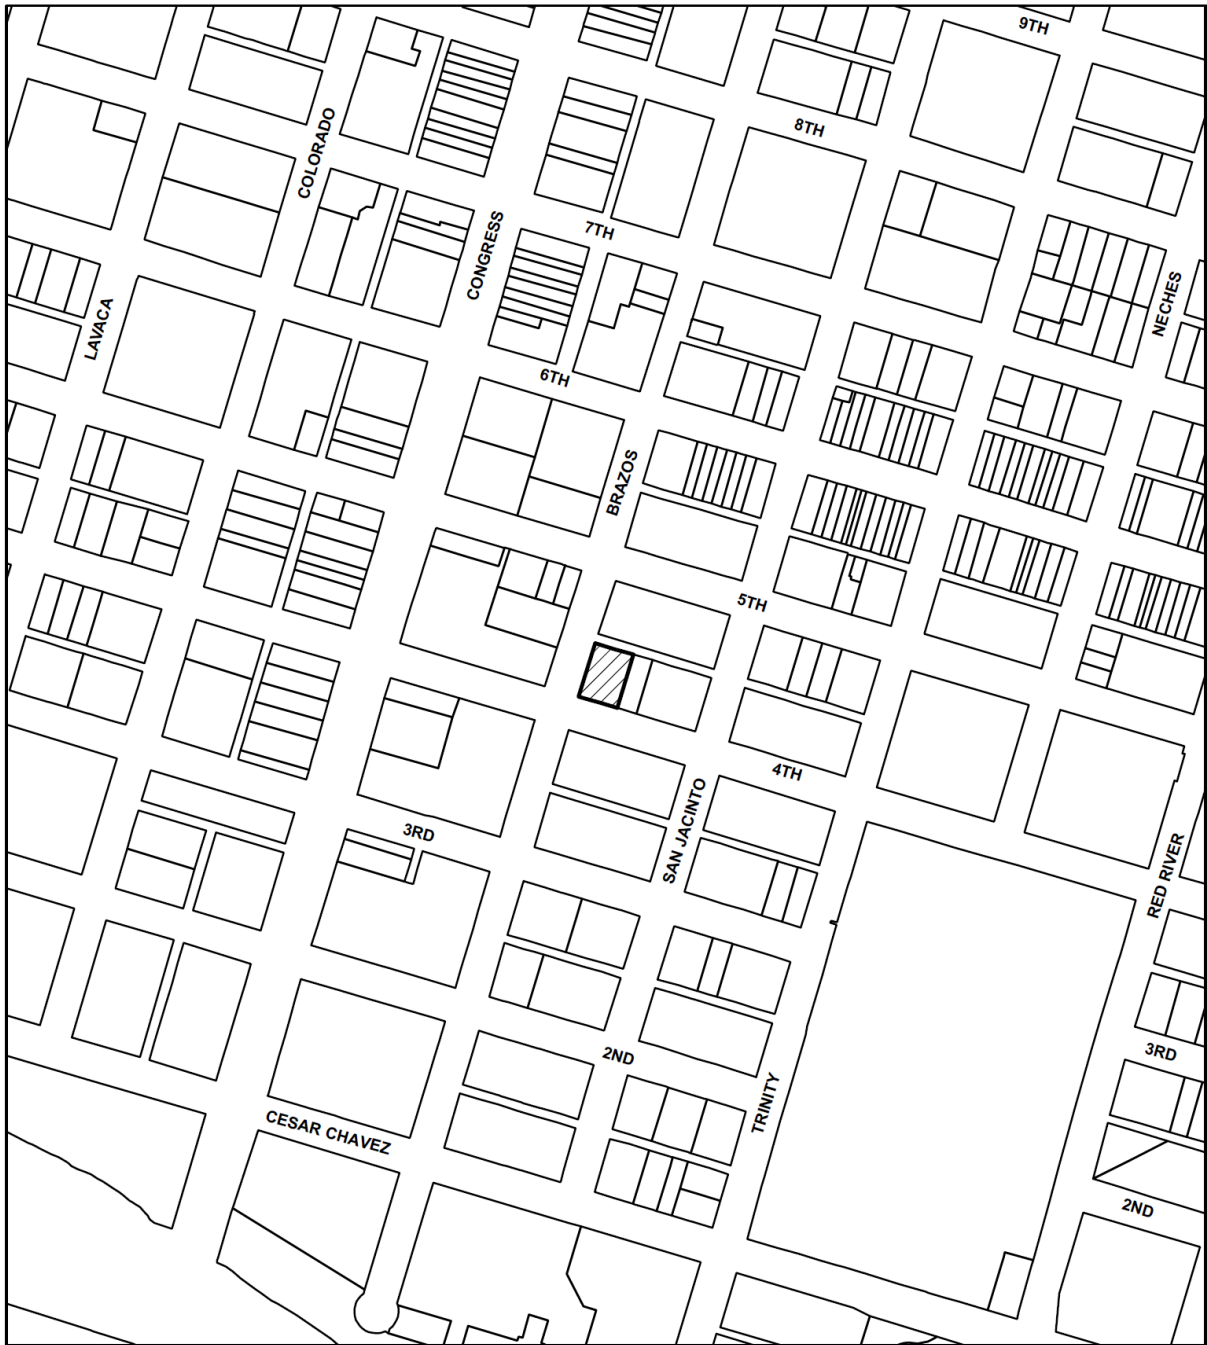 9TH
8TH
COLORADO
7TH
CONGRESS
NECHES
LAVACA
6TH
BRAZOS
5TH
4TH
SAN JACINTO
3RD
RED RIVER
2ND
3RD
TRINITY
CESAR CHAVEZ
2ND